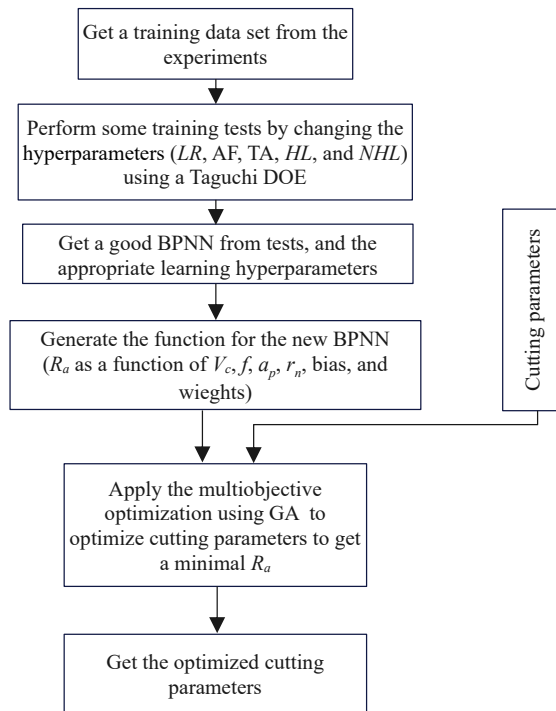 Get a training data set from the
experiments
Perform some training tests by changing the
hyperparameters (LR, AF, TA, HL, and NHL)
using a Taguchi DOE
Get a good BPNN from tests, and the
appropriate learning hyperparameters
Generate the function for the new BPNN
(Ra as a function of Vc, f, ap, rn, bias, and
wieghts)
Cutting parameters
Apply the multiobjective
optimization using GA to
optimize cutting parameters to get
a minimal Ra
Get the optimized cutting
parameters